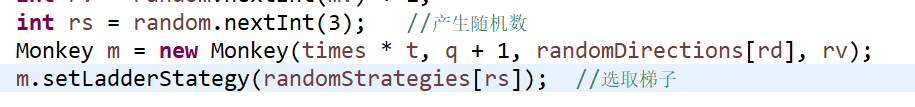 int rs = random.nextInt(3);   //产生随机数
Monkey m = new Monkey(times * t, q + 1, randomDirections[rd], rv);
m.setLadderStategy(randomStrategies[rs]);  //选取梯子